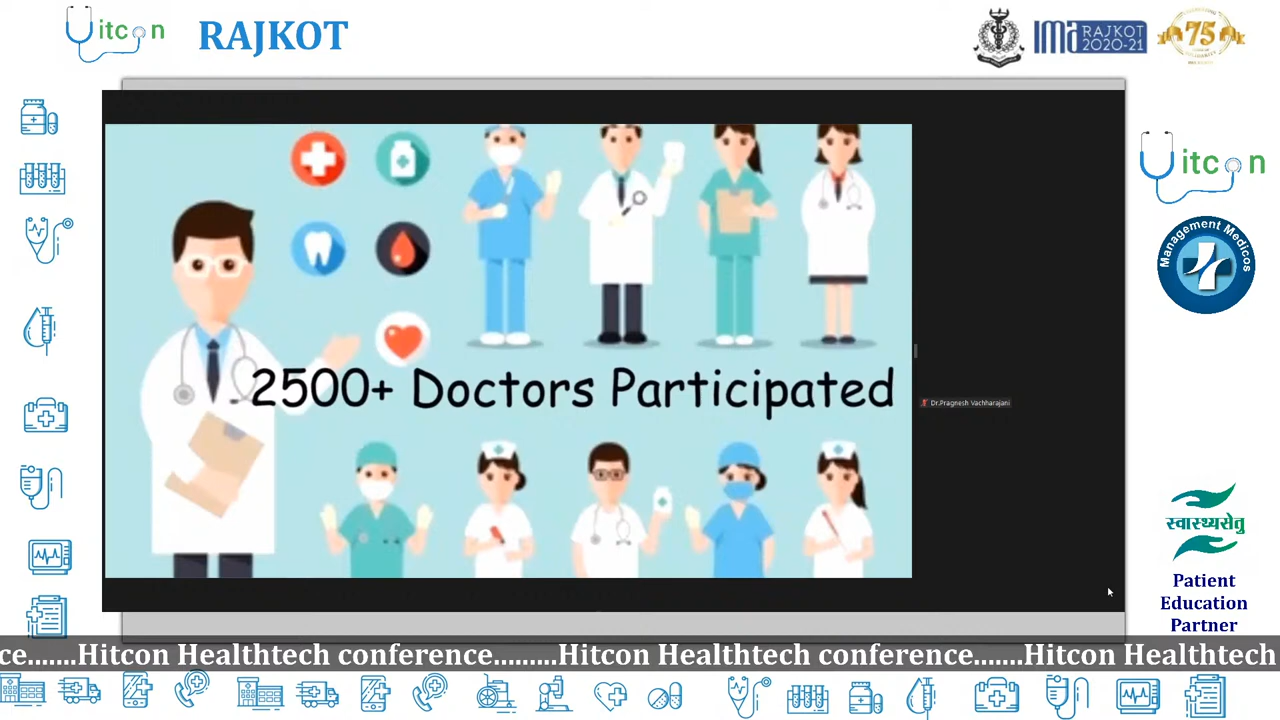 itcon
RAJKOT
ima RAJKOT
2020-21
75
itcon
Management Medicos
2500+ Doctors Participated
Dr.Pragnesh Vachharajani
स्वास्थ्यसेतु
Patient
Education
Partner
ce.......Hitcon Healthtech conference.........Hitcon Healthtech conference.......Hitcon Healthtech